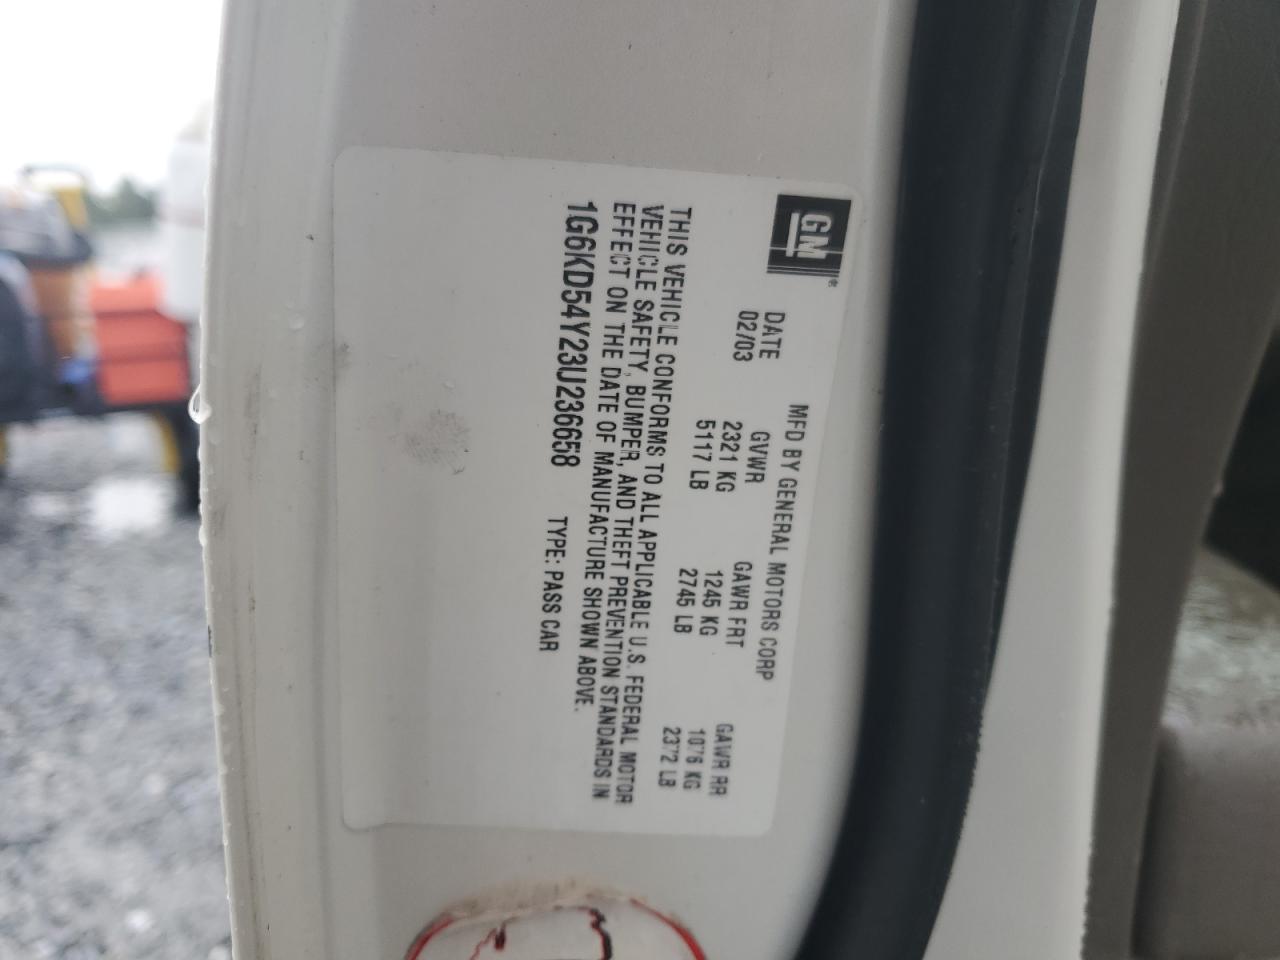 GM
MFD BY GENERAL MOTORS CORP
DATE GVWR GAWR FRT GAWR RR
02/03 2321 KG 1245 KG 1076 KG
5117 LB 2745 LB 2372 LB
THIS VEHICLE CONFORMS TO ALL APPLICABLE U.S. FEDERAL MOTOR
VEHICLE SAFETY, BUMPER, AND THEFT PREVENTION STANDARDS IN
EFFECT ON THE DATE OF MANUFACTURE SHOWN ABOVE.
1G6KD54Y23U236658 TYPE: PASS CAR